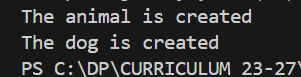 The animal is created
The dog is created
PS C:\DP\CURRICULUM 23-27